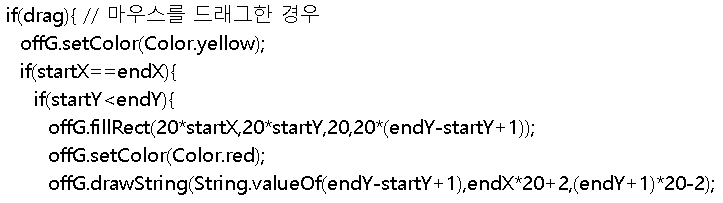 if(drag){ // 마우스를 드래그한 경우
offG.setColor(Color.yellow);
if(startX==endX){
if(startY<endY){
offG.fillRect(20*startX,20*startY,20,20*(endY-startY+1));
offG.setColor(Color.red);
offG.drawString(String.valueOf(endY-startY+1),endX*20+2,(endY+1)*20-2);